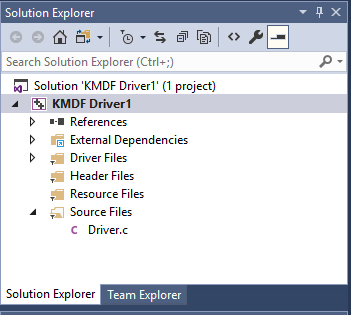 Solution Explorer
Search Solution Explorer (Ctrl+;)
Solution 'KMDF Driver1' (1 project)
KMDF Driver1
References
External Dependencies
Driver Files
Header Files
Resource Files
Source Files
C Driver.c
Solution Explorer Team Explorer